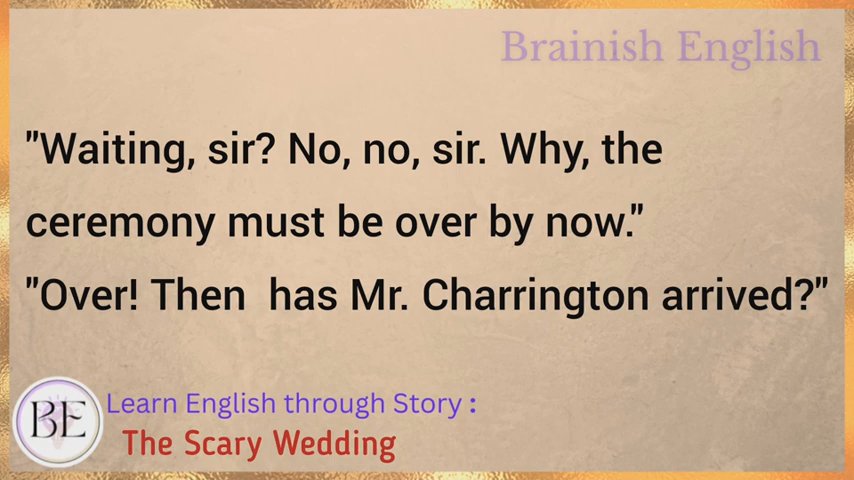 Brainish English
"Waiting, sir? No, no, sir. Why, the
ceremony must be over by now."
"Over! Then has Mr. Charrington arrived?"
BE
Learn English through Story :
The Scary Wedding